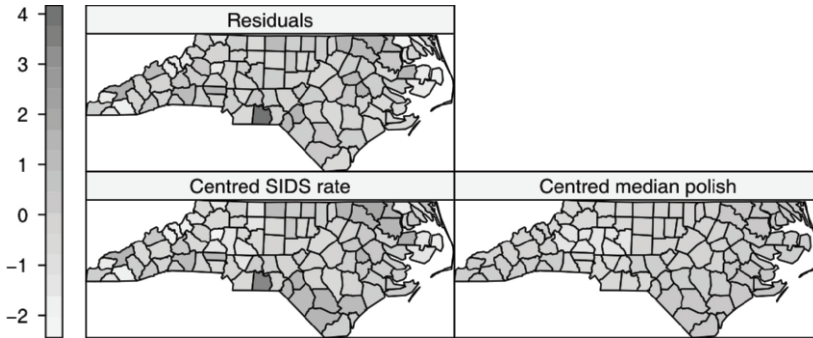 Residuals
4
3
2
1
0
−1
−2
Centred SIDS rate
Centred median polish